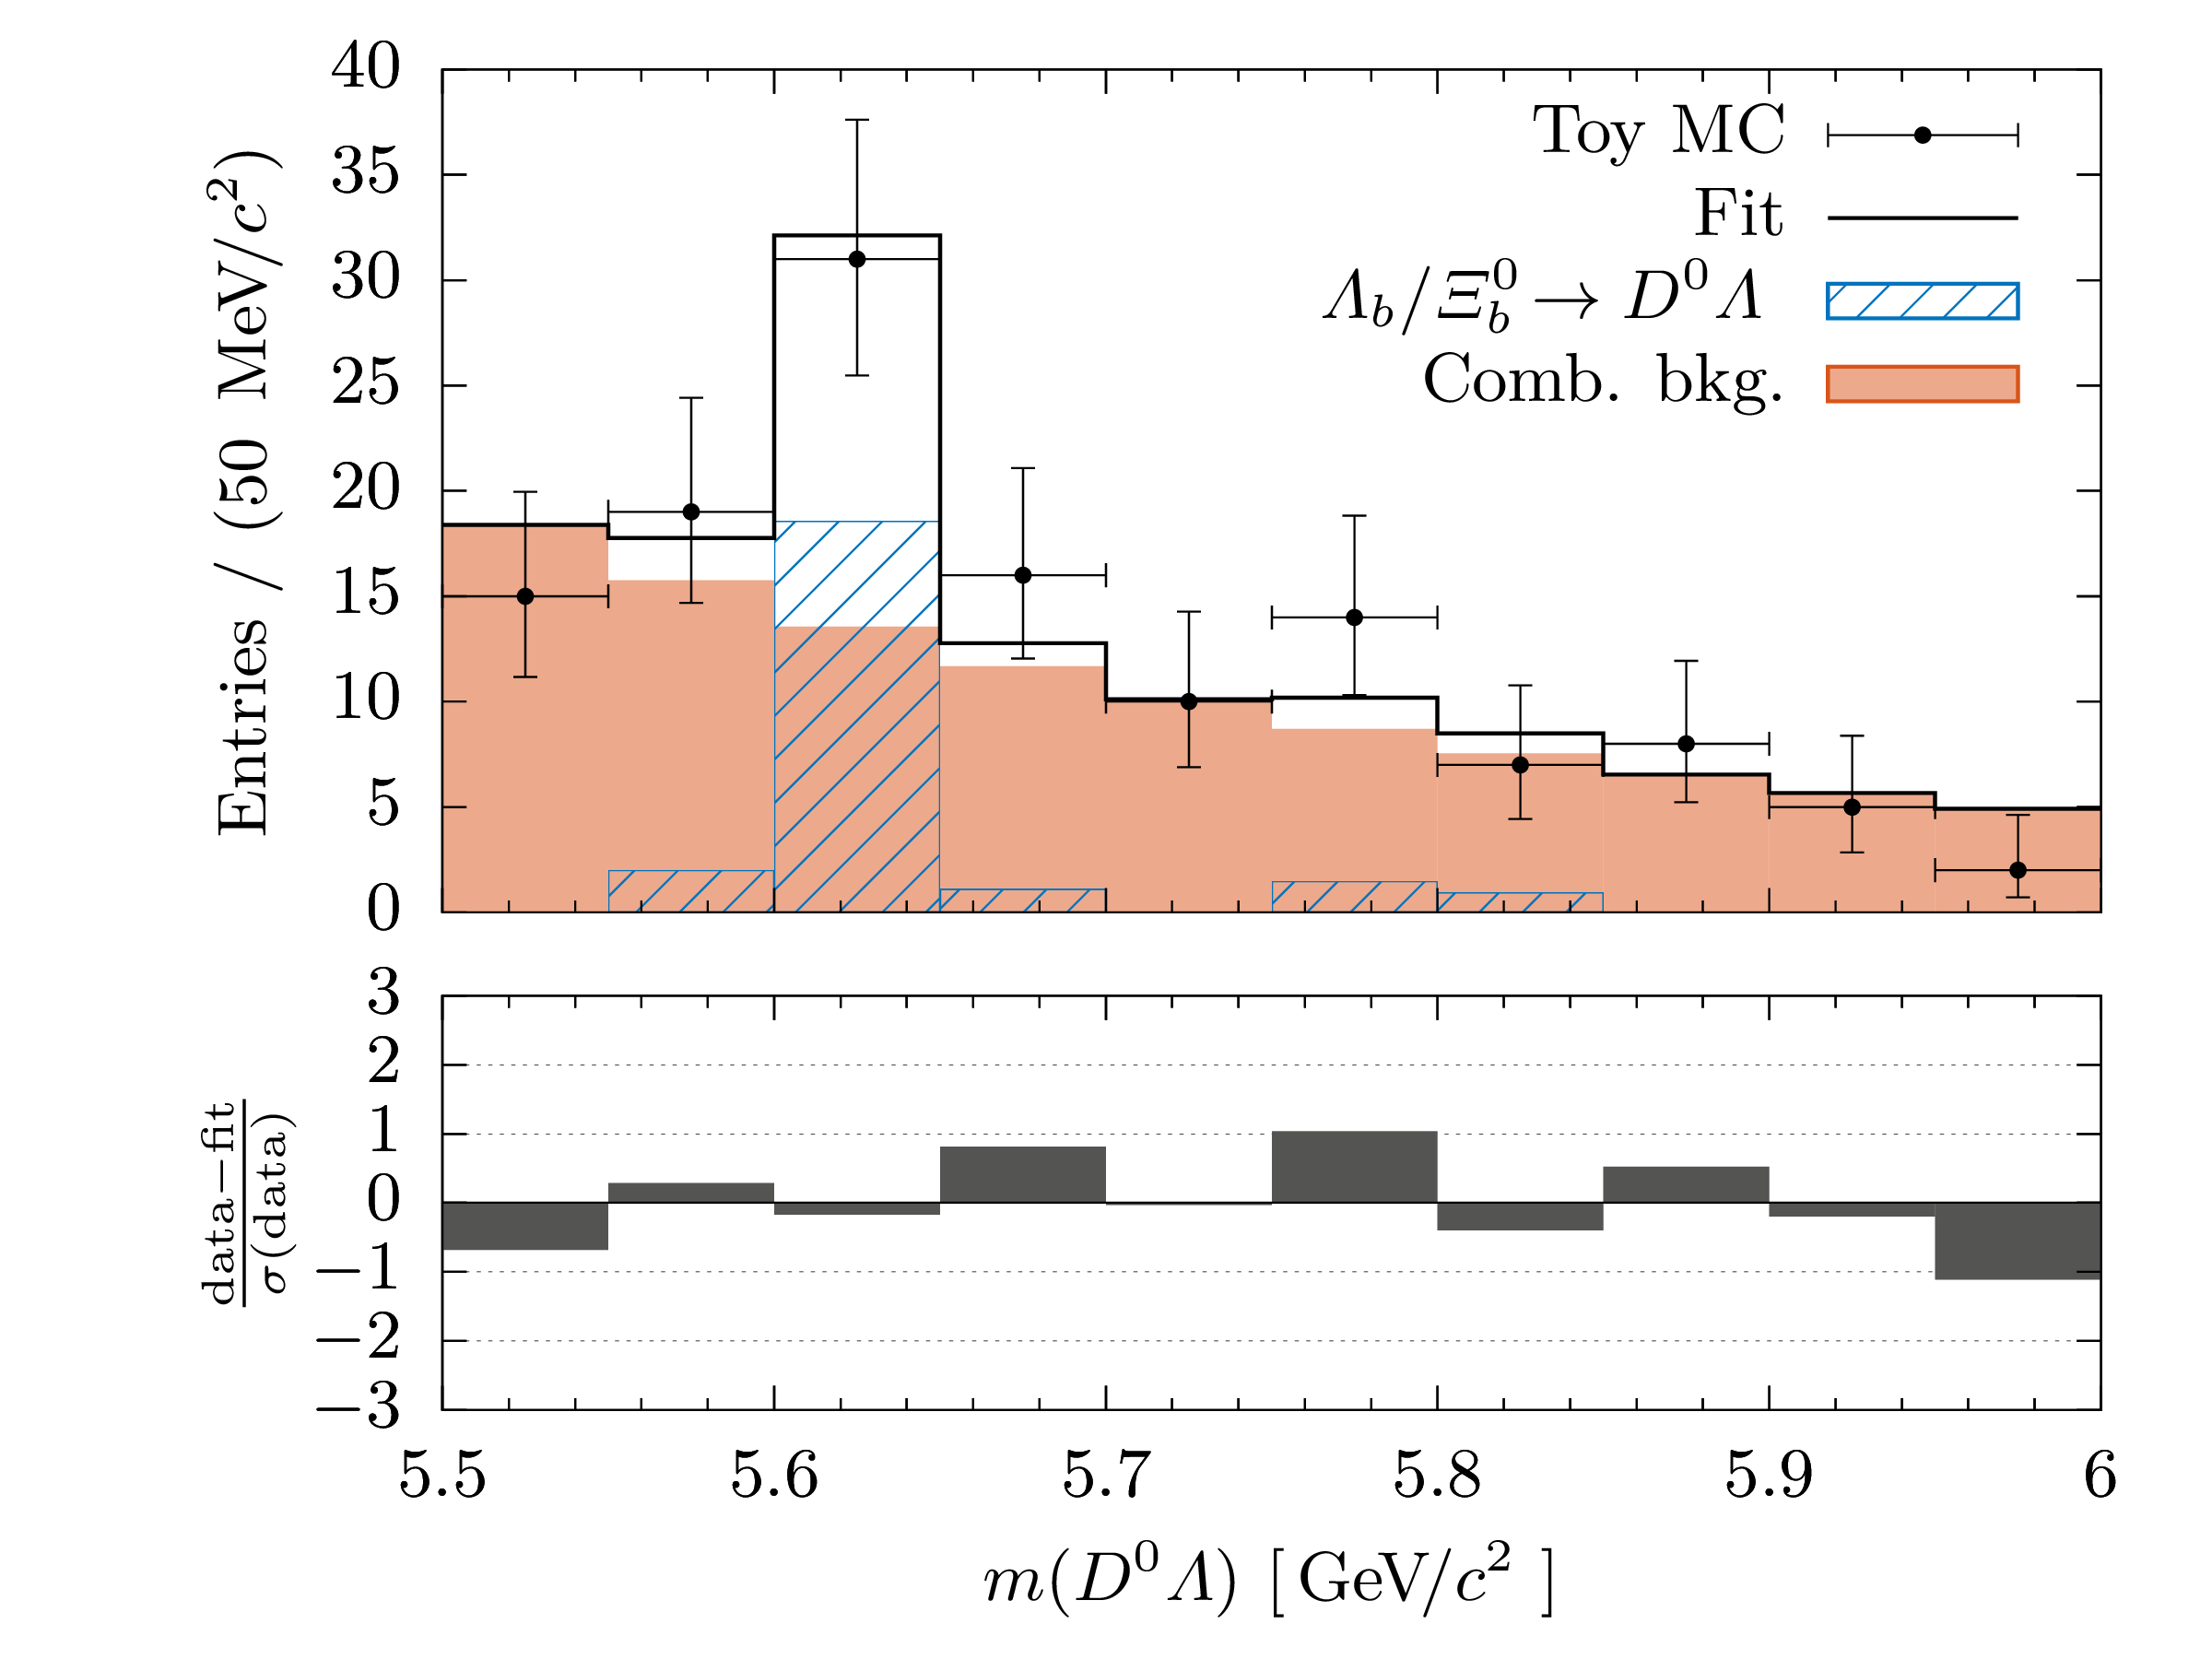 40
35
30
25
20
15
10
5
0
Entries / (50 MeV/c²)
Toy MC
Fit
Λ_b/Ξ_b⁰ → D⁰Λ
Comb. bkg.
3
2
1
0
−1
−2
−3
data−fit
σ(data)
5.5 5.6 5.7 5.8 5.9 6
m(D⁰Λ) [GeV/c² ]